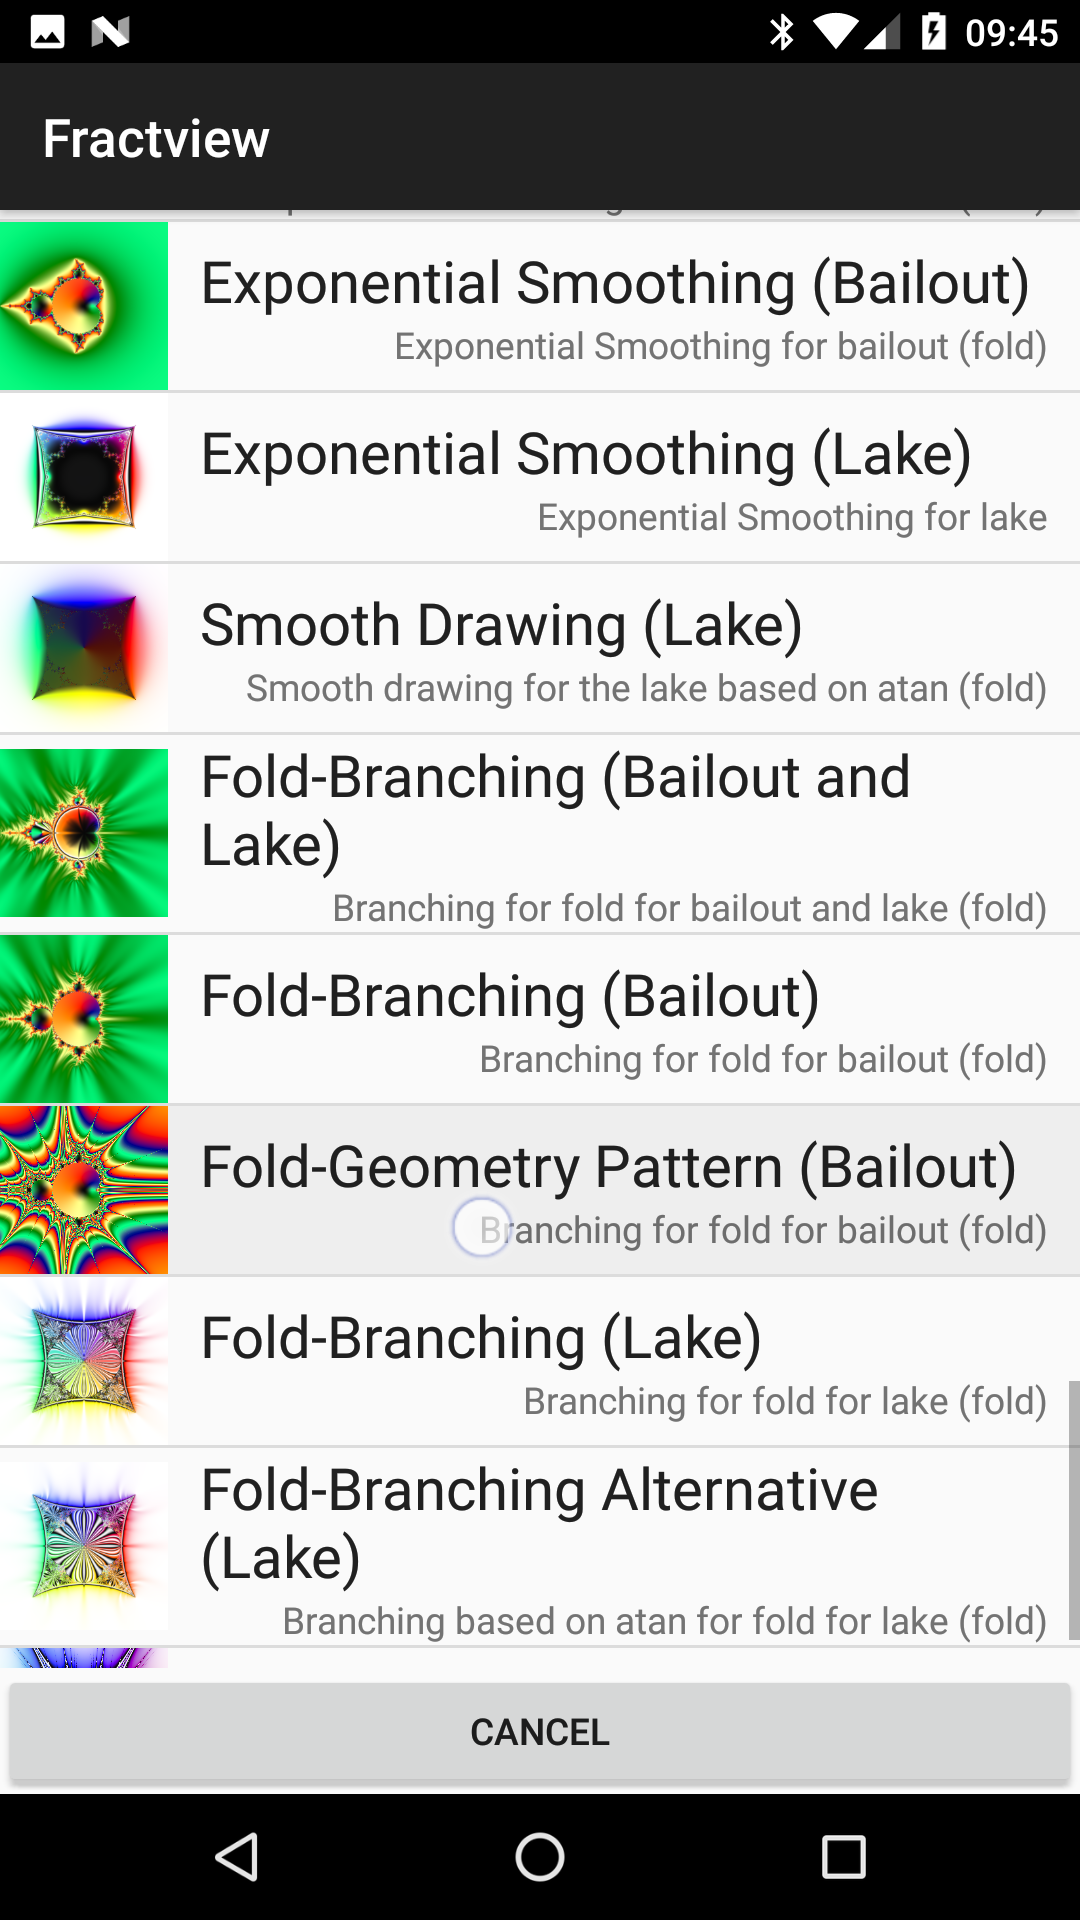 09:45
Fractview
Exponential Smoothing (Bailout)
Exponential Smoothing for bailout (fold)
Exponential Smoothing (Lake)
Exponential Smoothing for lake
Smooth Drawing (Lake)
Smooth drawing for the lake based on atan (fold)
Fold-Branching (Bailout and
Lake)
Branching for fold for bailout and lake (fold)
Fold-Branching (Bailout)
Branching for fold for bailout (fold)
Fold-Geometry Pattern (Bailout)
Branching for fold for bailout (fold)
Fold-Branching (Lake)
Branching for fold for lake (fold)
Fold-Branching Alternative
(Lake)
Branching based on atan for fold for lake (fold)
CANCEL